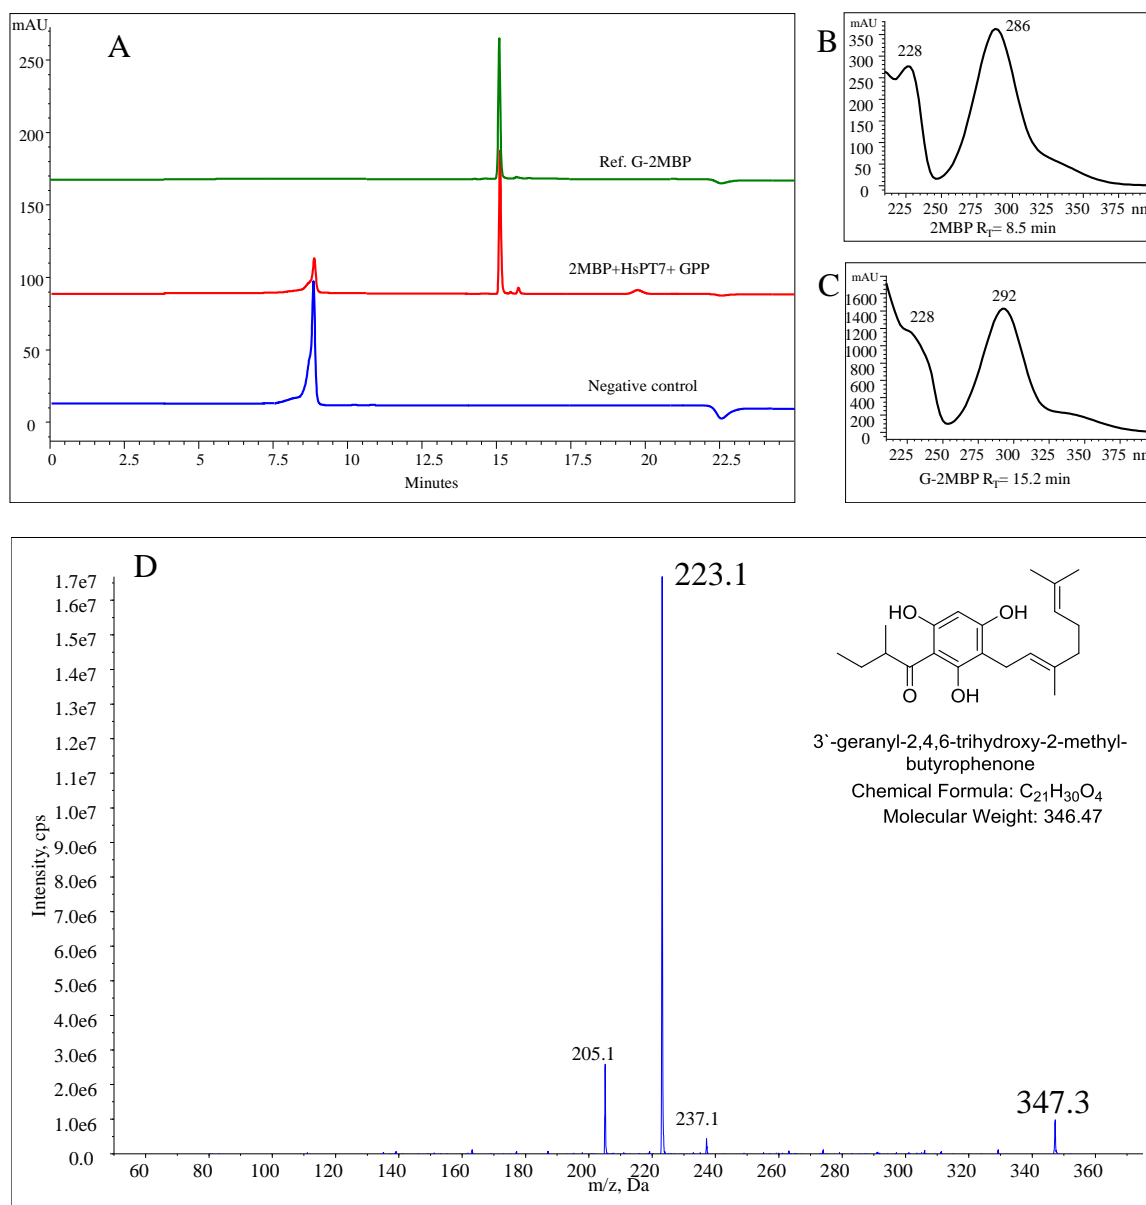 mAU
A
250
200
150
100
50
0
Ref. G-2MBP
2MBP+HsPT7+ GPP
Negative control
0 2.5 5 7.5 10 12.5 15 17.5 20 22.5
Minutes
B
mAU
350
300
250
200
150
100
50
0
228
286
225 250 275 300 325 350 375 nm
2MBP RT= 8.5 min
C
mAU
1600
1400
1200
1000
800
600
400
200
0
228
292
225 250 275 300 325 350 375 nm
G-2MBP RT= 15.2 min
D
1.7e7
1.6e7
1.5e7
1.4e7
1.3e7
1.2e7
1.1e7
1.0e7
9.0e6
8.0e6
7.0e6
6.0e6
5.0e6
4.0e6
3.0e6
2.0e6
1.0e6
0.0
Intensity, cps
223.1
205.1
237.1
347.3
60 80 100 120 140 160 180 200 220 240 260 280 300 320 340 360
m/z, Da
HO
OH
O
OH
3`-geranyl-2,4,6-trihydroxy-2-methyl-
butyrophenone
Chemical Formula: C21H30O4
Molecular Weight: 346.47